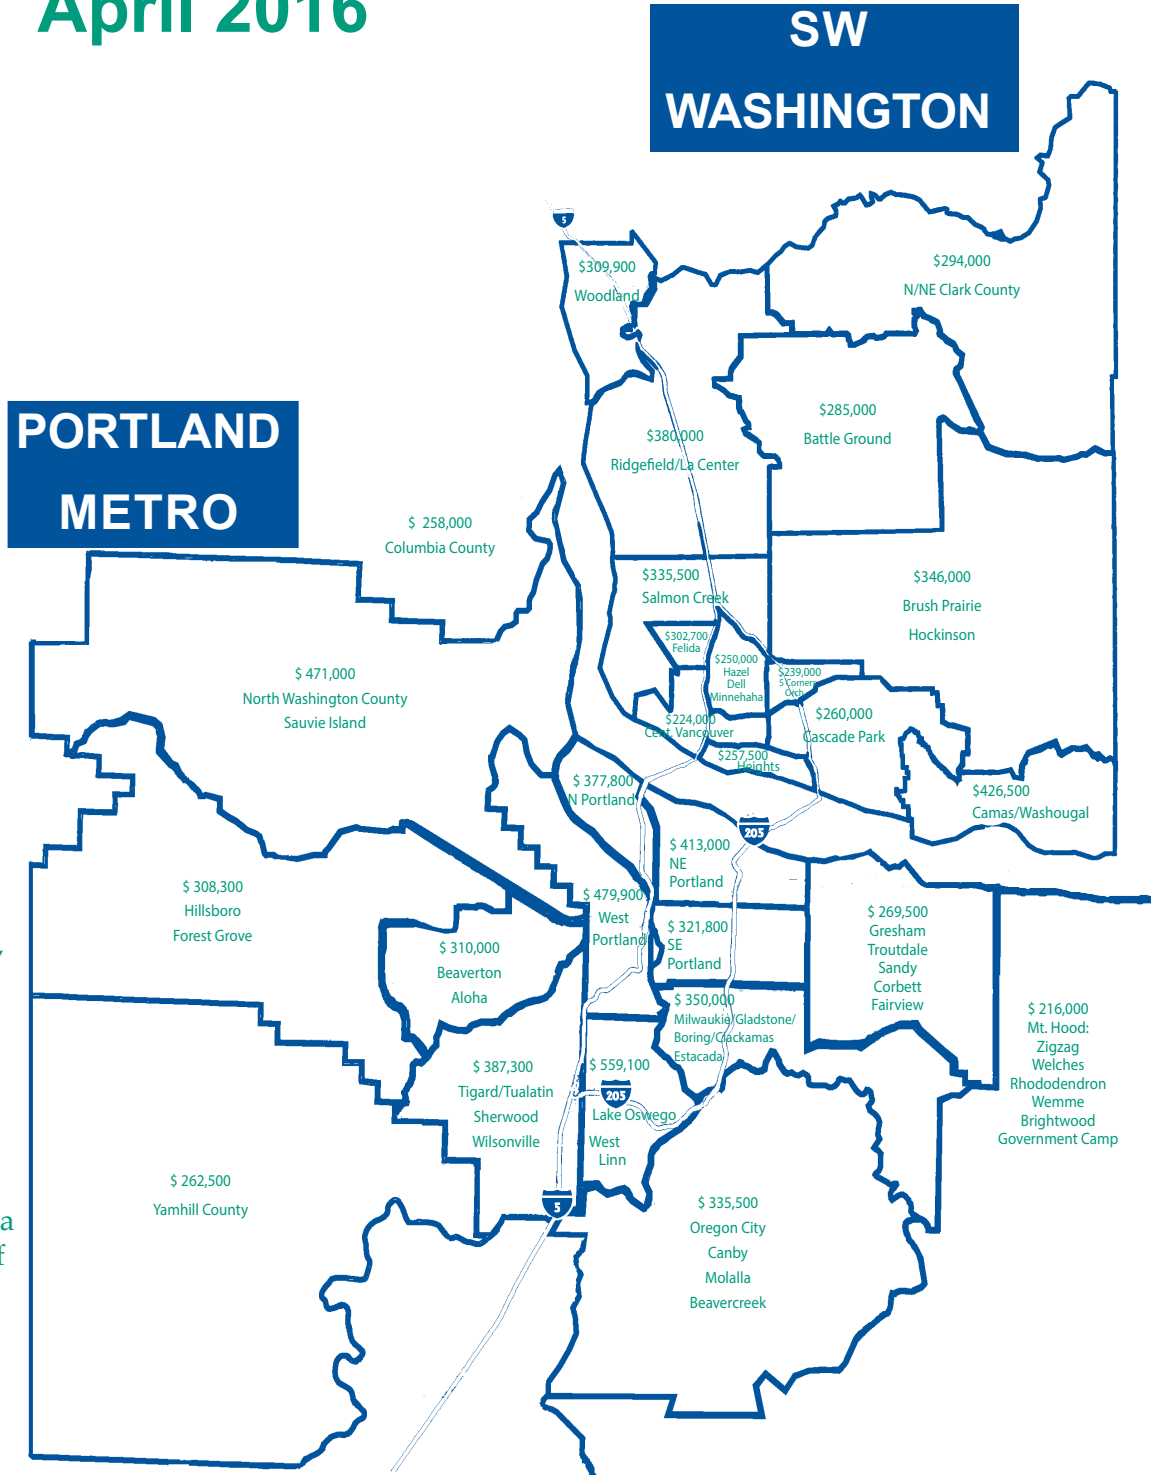 April 2016
SW
WASHINGTON
5
$309,900
Woodland
$294,000
N/NE Clark County
$285,000
Battle Ground
$380,000
Ridgefield/La Center
PORTLAND
METRO
$ 258,000
Columbia County
$335,500
Salmon Creek
$346,000
Brush Prairie
Hockinson
$302,700
Felida
$250,000
Hazel
Dell
Minnehaha
$239,000
5 Corners
Orch.
$ 471,000
North Washington County
Sauvie Island
$224,000
Cent. Vancouver
$260,000
Cascade Park
$257,500
Heights
$426,500
Camas/Washougal
$ 377,800
N Portland
205
$ 413,000
NE
Portland
$ 308,300
Hillsboro
Forest Grove
$ 479,900
West
Portland
$ 321,800
SE
Portland
$ 269,500
Gresham
Troutdale
Sandy
Corbett
Fairview
$ 310,000
Beaverton
Aloha
$ 350,000
Milwaukie/Gladstone/
Boring/Clackamas
Estacada
$ 216,000
Mt. Hood:
Zigzag
Welches
Rhododendron
Wemme
Brightwood
Government Camp
$ 387,300
Tigard/Tualatin
Sherwood
Wilsonville
$ 559,100
205
Lake Oswego
West
Linn
$ 262,500
Yamhill County
5
$ 335,500
Oregon City
Canby
Molalla
Beavercreek
a
f